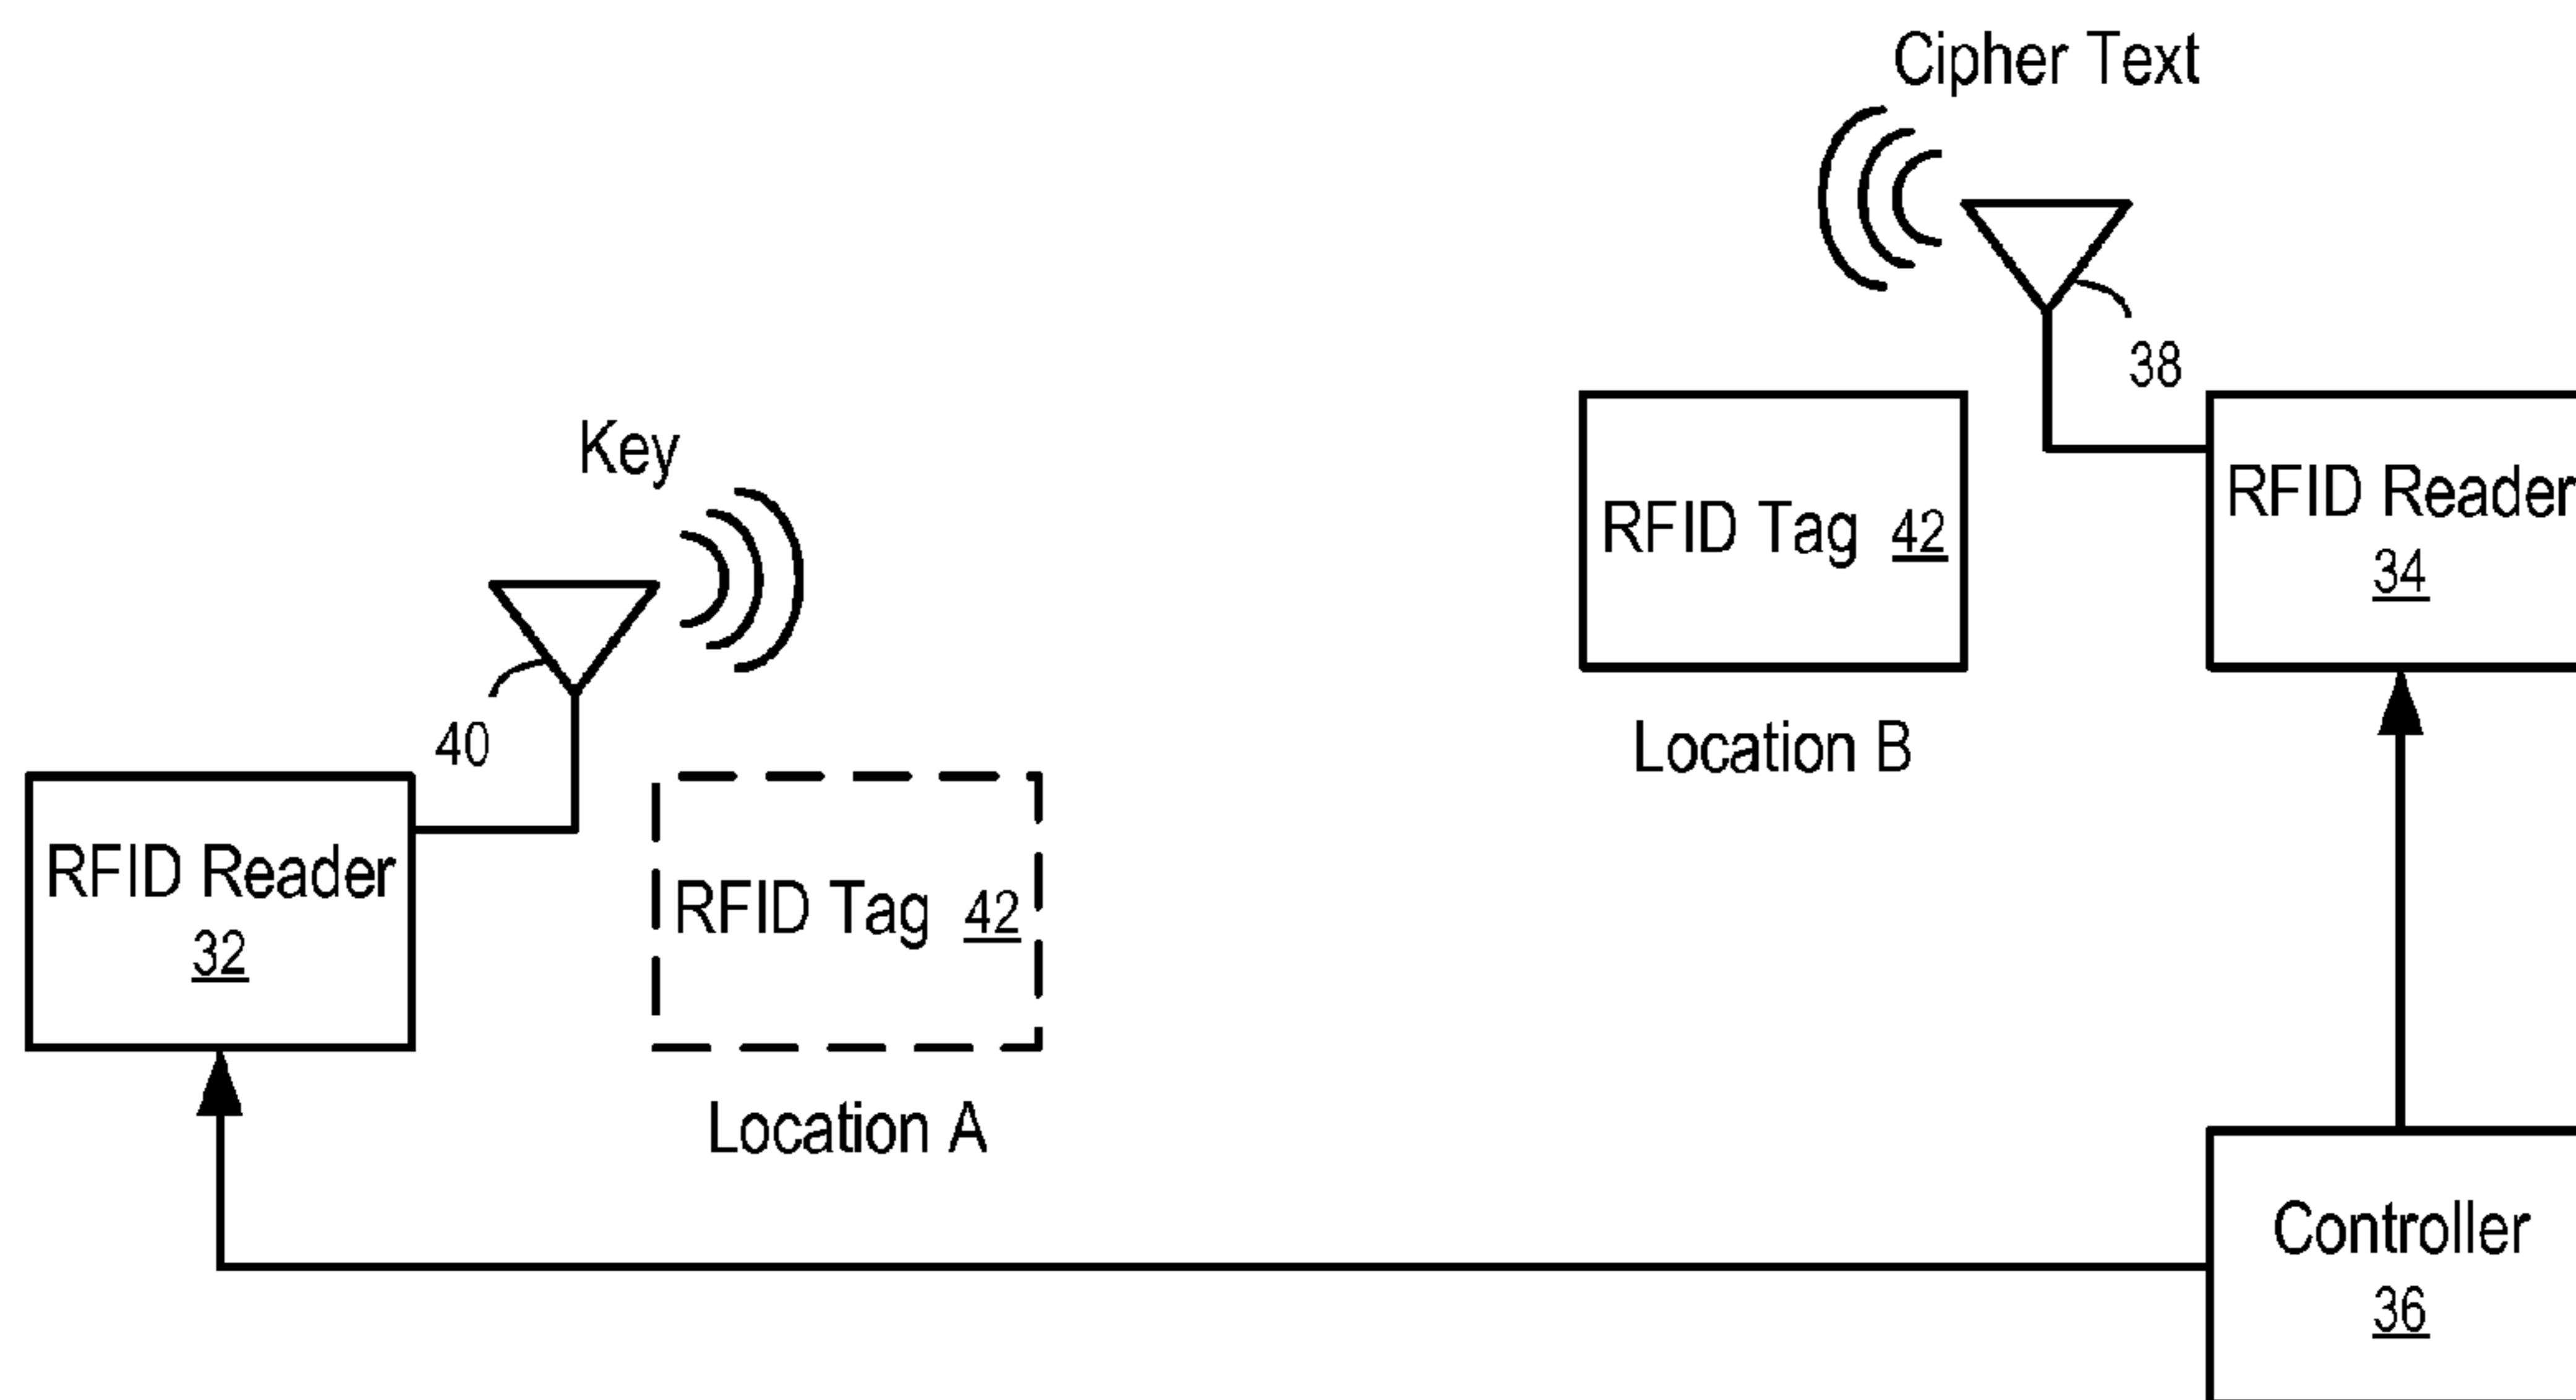 Cipher Text
38
Key
RFID Tag 42
RFID Reader
34
40
Location B
RFID Reader
32
RFID Tag 42
Location A
Controller
36